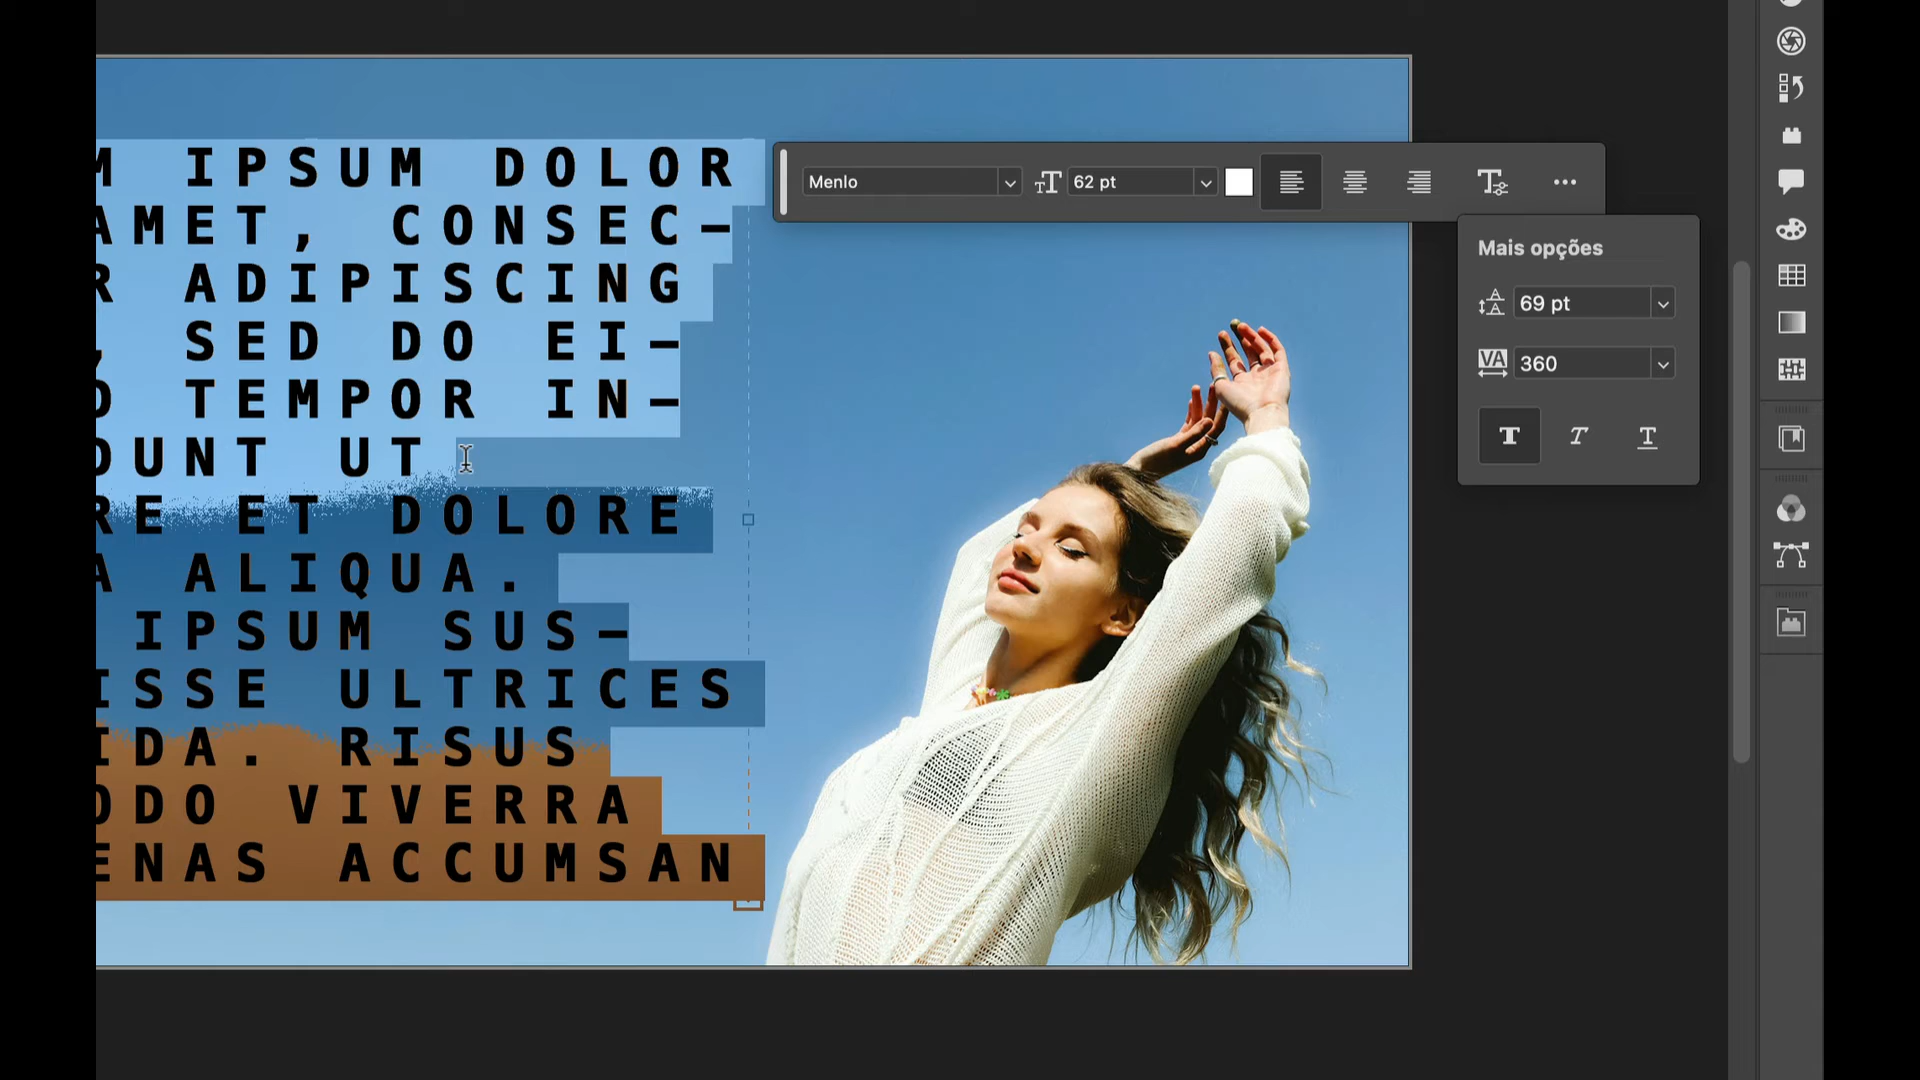 M IPSUM DOLOR
AMET, CONSEC-
R ADIPISCING
, SED DO EI-
D TEMPOR IN-
DUNT UT
RE ET DOLORE
A ALIQUA.
IPSUM SUS-
ISSE ULTRICES
IDA. RISUS
ODO VIVERRA
ENAS ACCUMSAN
Menlo
62 pt
Mais opções
69 pt
360